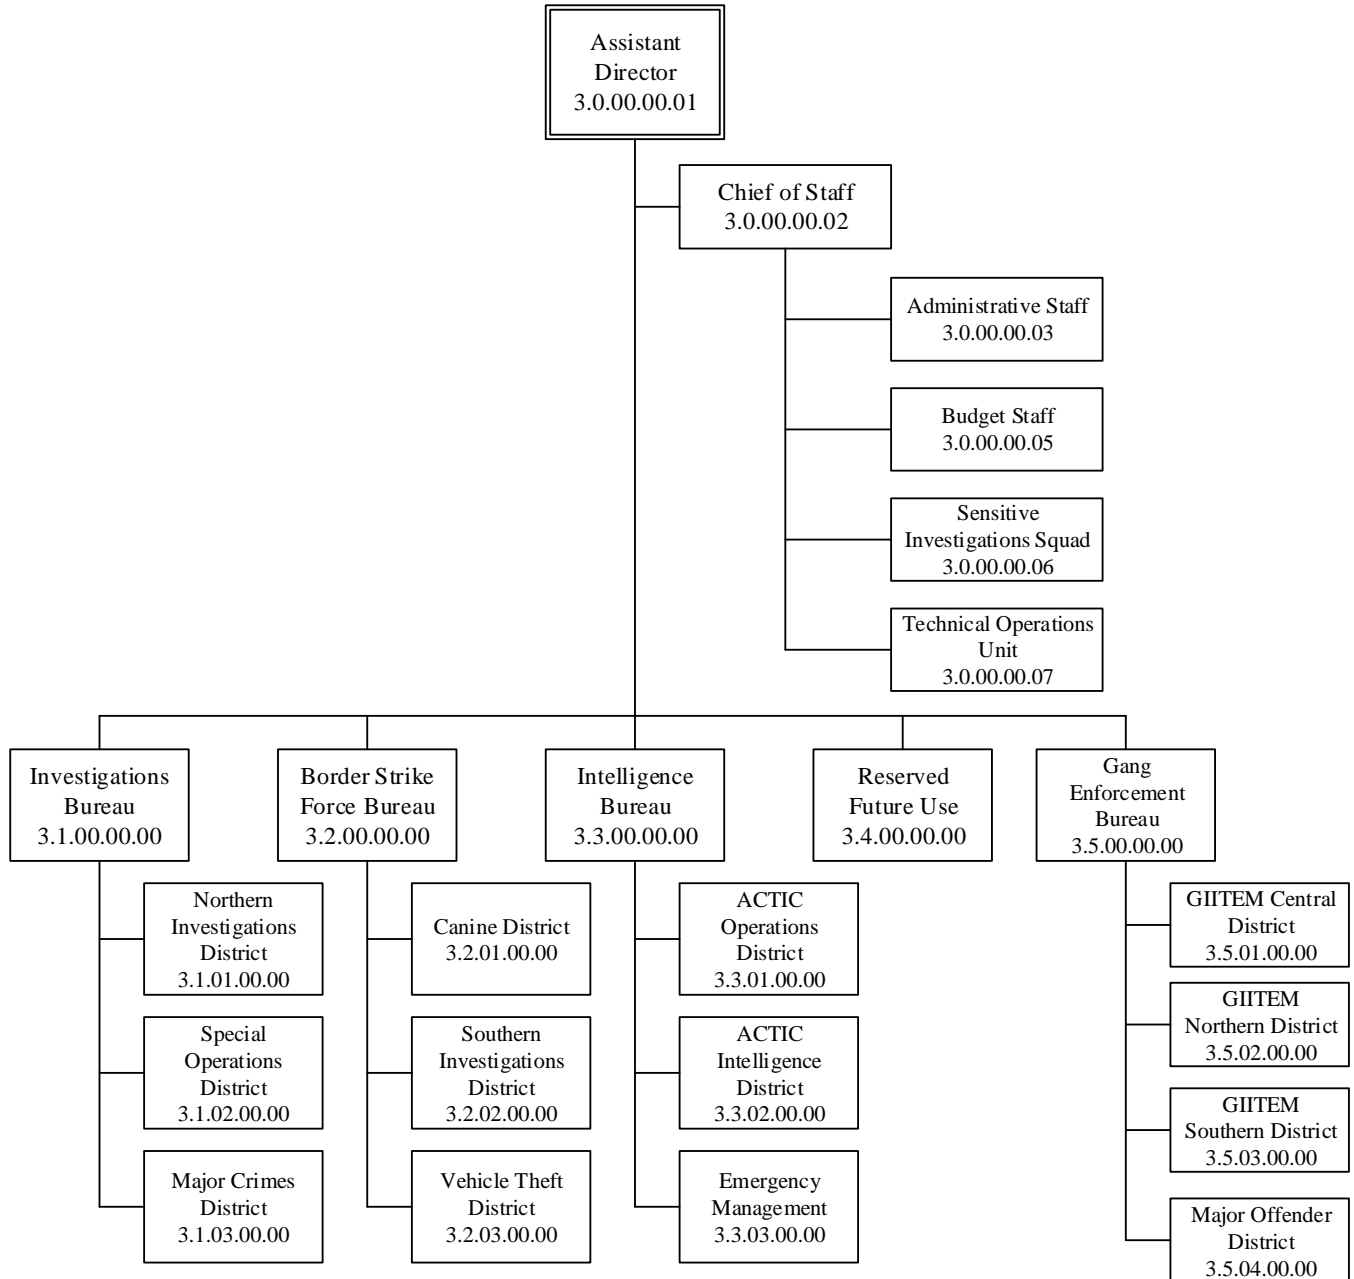 Assistant
Director
3.0.00.00.01
Chief of Staff
3.0.00.00.02
Administrative Staff
3.0.00.00.03
Budget Staff
3.0.00.00.05
Sensitive
Investigations Squad
3.0.00.00.06
Technical Operations
Unit
3.0.00.00.07
Investigations
Bureau
3.1.00.00.00
Border Strike
Force Bureau
3.2.00.00.00
Intelligence
Bureau
3.3.00.00.00
Reserved
Future Use
3.4.00.00.00
Gang
Enforcement
Bureau
3.5.00.00.00
Northern
Investigations
District
3.1.01.00.00
Special
Operations
District
3.1.02.00.00
Major Crimes
District
3.1.03.00.00
Canine District
3.2.01.00.00
Southern
Investigations
District
3.2.02.00.00
Vehicle Theft
District
3.2.03.00.00
ACTIC
Operations
District
3.3.01.00.00
ACTIC
Intelligence
District
3.3.02.00.00
Emergency
Management
3.3.03.00.00
GIITEM Central
District
3.5.01.00.00
GIITEM
Northern District
3.5.02.00.00
GIITEM
Southern District
3.5.03.00.00
Major Offender
District
3.5.04.00.00